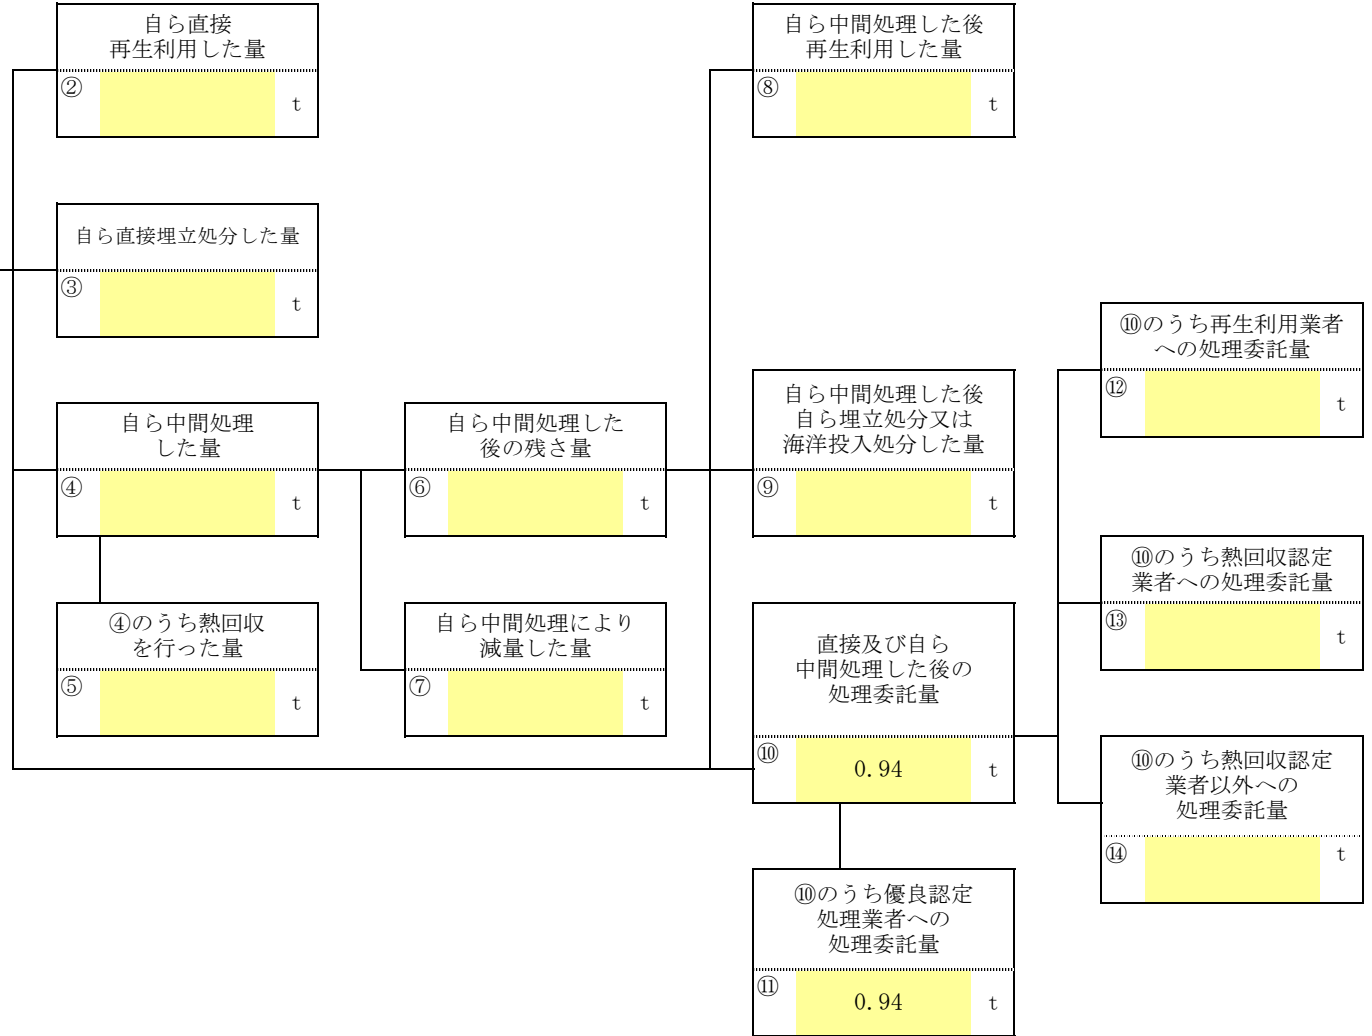 自ら直接
再生利用した量
②
t
自ら中間処理した後
再生利用した量
⑧
t
自ら直接埋立処分した量
③
t
⑩のうち再生利用業者
への処理委託量
⑫
t
自ら中間処理
した量
④
t
自ら中間処理した
後の残さ量
⑥
t
自ら中間処理した後
自ら埋立処分又は
海洋投入処分した量
⑨
t
⑩のうち熱回収認定
業者への処理委託量
⑬
t
④のうち熱回収
を行った量
⑤
t
自ら中間処理により
減量した量
⑦
t
直接及び自ら
中間処理した後の
処理委託量
⑩
0.94
t
⑩のうち熱回収認定
業者以外への
処理委託量
⑭
t
⑩のうち優良認定
処理業者への
処理委託量
⑪
0.94
t